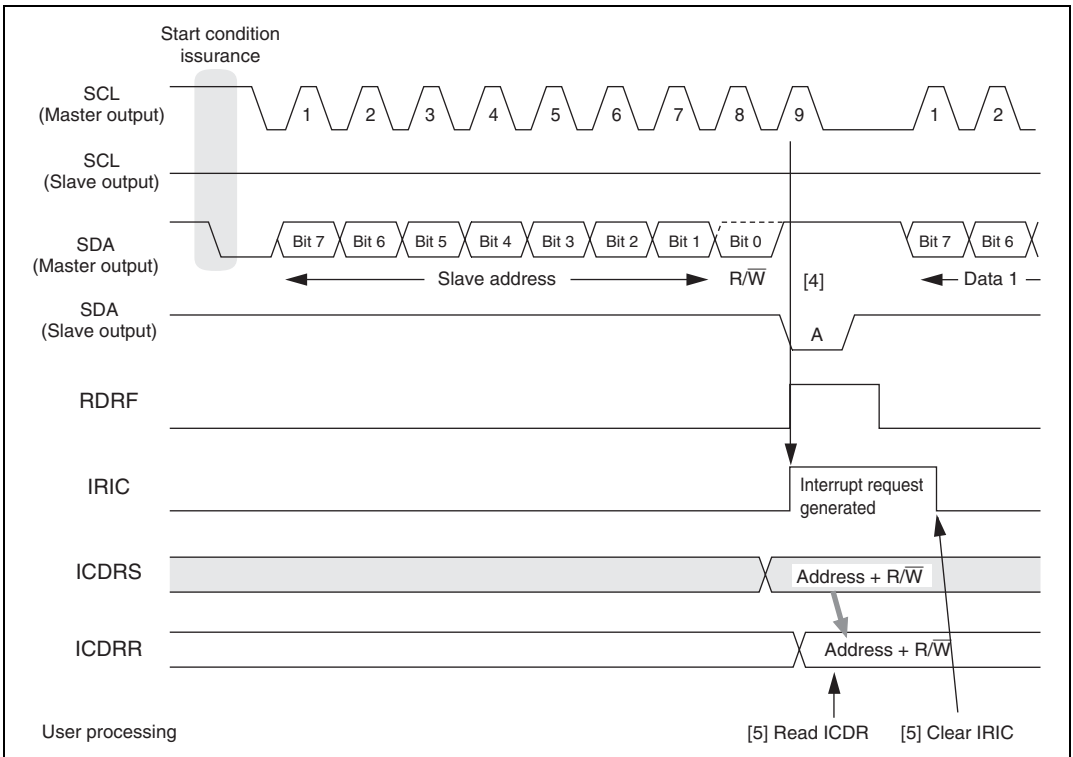 Start condition
issurance
SCL
(Master output)
1 2 3 4 5 6 7 8 9 1 2
SCL
(Slave output)
SDA
(Master output)
Bit 7 Bit 6 Bit 5 Bit 4 Bit 3 Bit 2 Bit 1 Bit 0 Bit 7 Bit 6
Slave address R/W̅ [4] Data 1
SDA
(Slave output)
A
RDRF
IRIC
Interrupt request
generated
ICDRS
Address + R/W̅
ICDRR
Address + R/W̅
User processing [5] Read ICDR [5] Clear IRIC